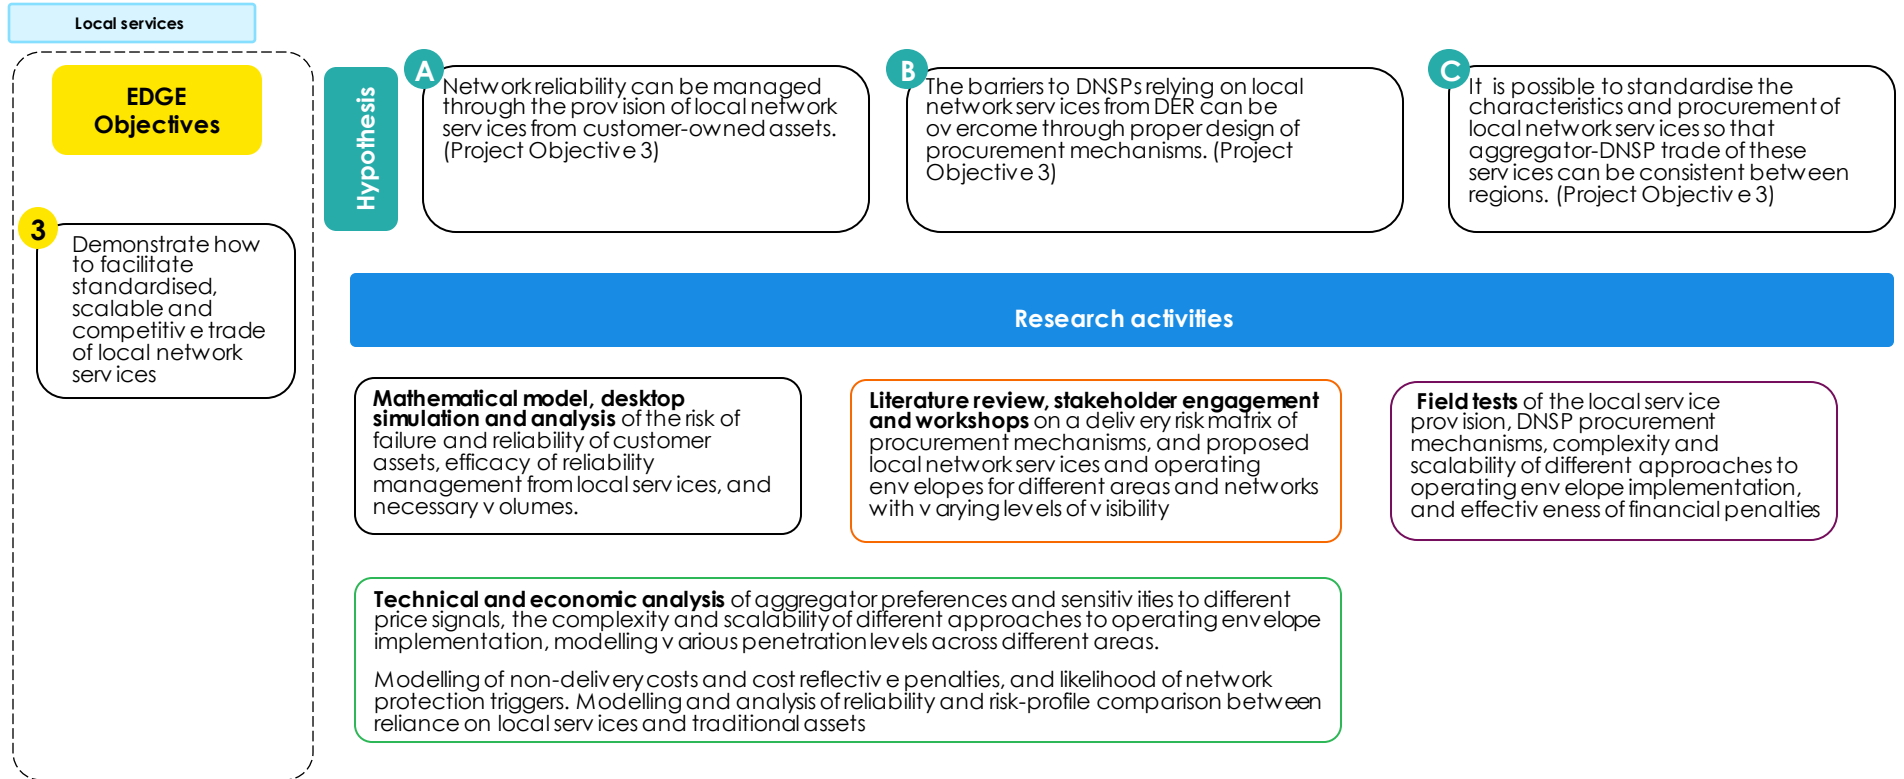 Local services
EDGE
Objectives
3
Demonstrate how
to facilitate
standardised,
scalable and
competitive trade
of local network
services
Hypothesis
A
Network reliability can be managed
through the provision of local network
services from customer-owned assets.
(Project Objective 3)
B
The barriers to DNSPs relying on local
network services from DER can be
overcome through proper design of
procurement mechanisms. (Project
Objective 3)
C
It is possible to standardise the
characteristics and procurement of
local network services so that
aggregator-DNSP trade of these
services can be consistent between
regions. (Project Objective 3)
Research activities
Mathematical model, desktop
simulation and analysis of the risk of
failure and reliability of customer
assets, efficacy of reliability
management from local services, and
necessary volumes.
Literature review, stakeholder engagement
and workshops on a delivery risk matrix of
procurement mechanisms, and proposed
local network services and operating
envelopes for different areas and networks
with varying levels of visibility
Field tests of the local service
provision, DNSP procurement
mechanisms, complexity and
scalability of different approaches to
operating envelope implementation,
and effectiveness of financial penalties
Technical and economic analysis of aggregator preferences and sensitivities to different
price signals, the complexity and scalability of different approaches to operating envelope
implementation, modelling various penetration levels across different areas.
Modelling of non-delivery costs and cost reflective penalties, and likelihood of network
protection triggers. Modelling and analysis of reliability and risk-profile comparison between
reliance on local services and traditional assets